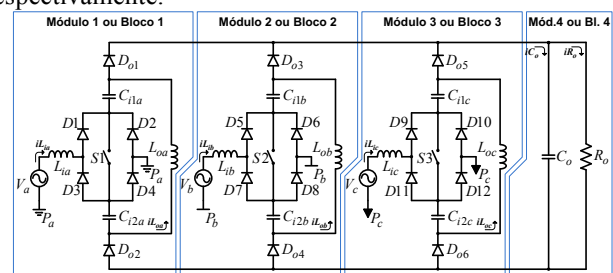 espectivamente.
Módulo 1 ou Bloco 1 Módulo 2 ou Bloco 2 Módulo 3 ou Bloco 3 Mód.4 ou Bl. 4
Do1 Do3 Do5 iCo iRo
Ci1a Ci1b Ci1c
D1 D2 D5 D6 D9 D10
iLia S1 Loa iLib S2 Lob iLic S3 Loc Co Ro
Lia Pa Lib Pb Lic Pc
Va D3 D4 Vb D7 D8 Vc D11 D12
Pa Ci2a iLoa Pb Ci2b iLob Pc Ci2c iLoc
Do2 Do4 Do6